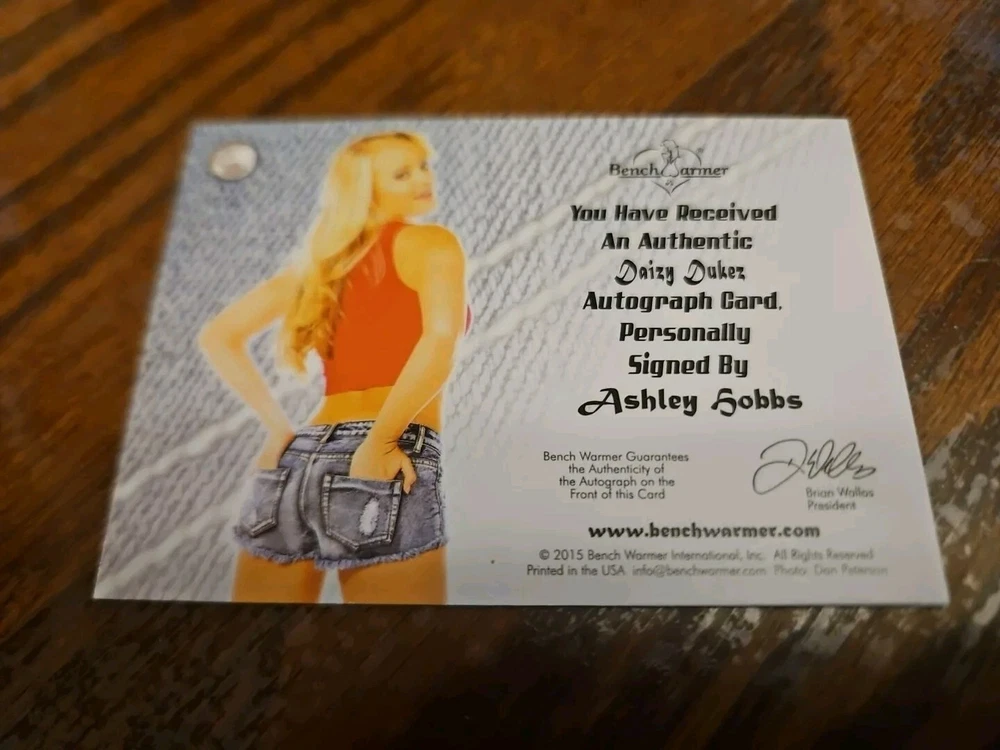 Bench Warmer ®
You Have Received
An Authentic
Daizy Dukez
Autograph Card,
Personally
Signed By
Ashley Hobbs
Bench Warmer Guarantees
the Authenticity of
the Autograph on the
Front of this Card
Brian Wallos
President
www.benchwarmer.com
© 2015 Bench Warmer International, Inc. All Rights Reserved
Printed in the USA info@benchwarmer.com Photo: Dan Peterson